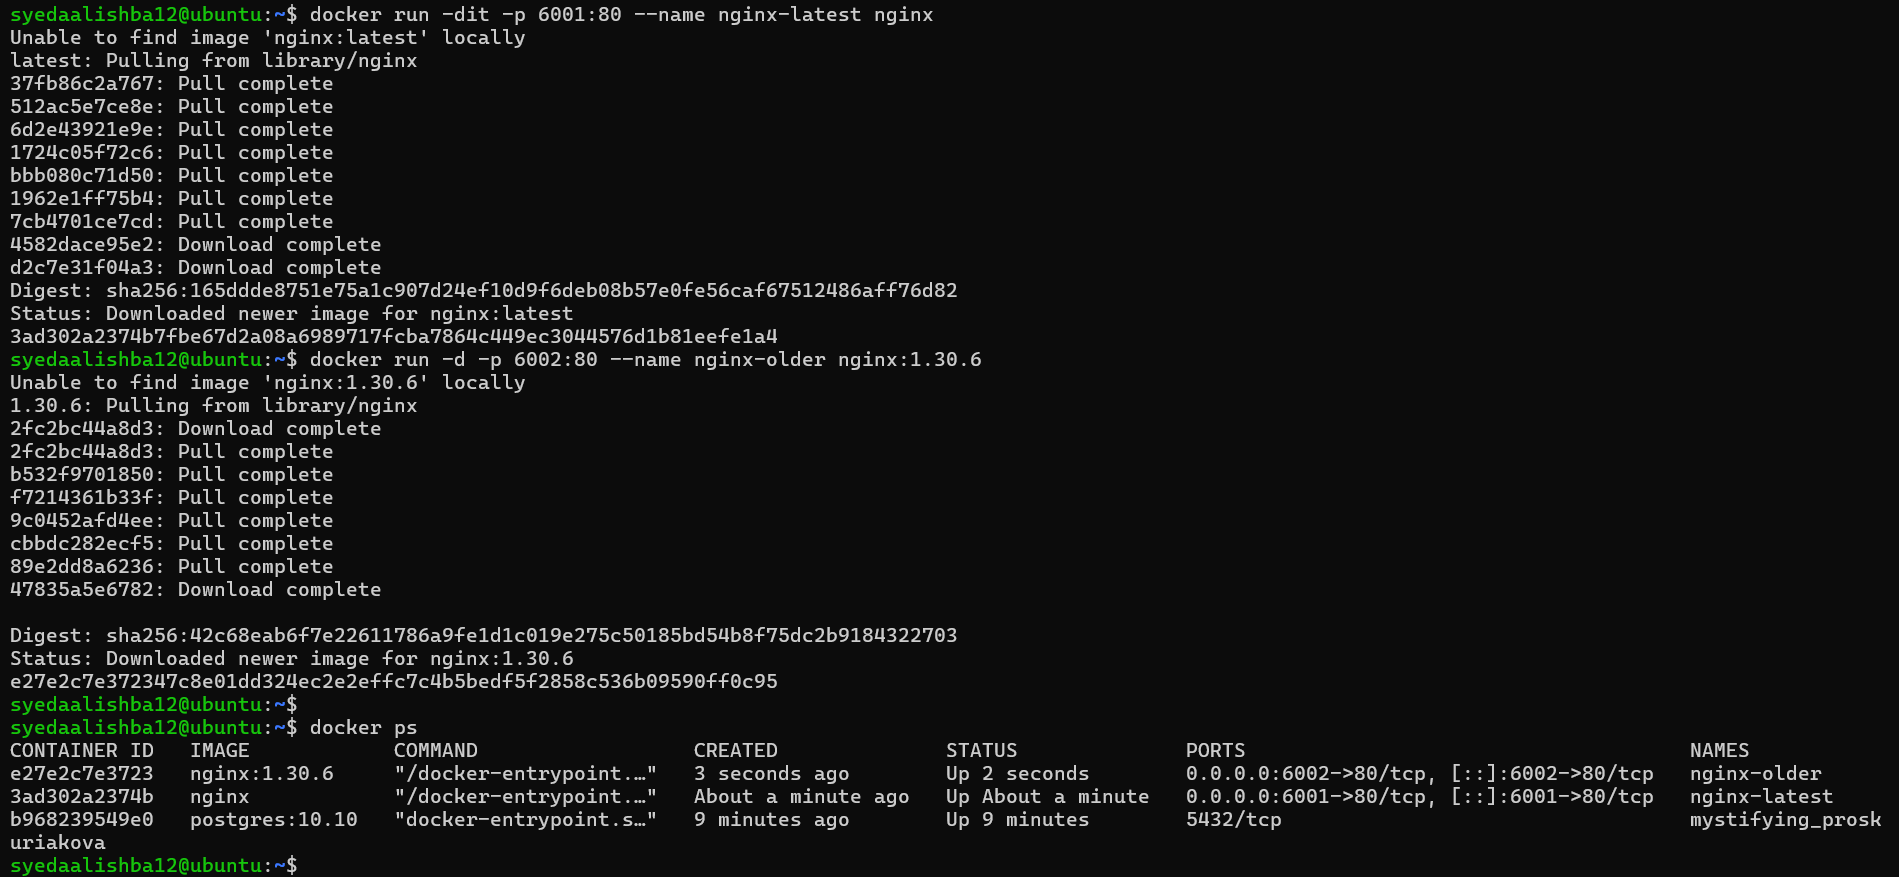 syedaalishba12@ubuntu:~$ docker run -dit -p 6001:80 --name nginx-latest nginx
Unable to find image 'nginx:latest' locally
latest: Pulling from library/nginx
37fb86c2a767: Pull complete
512ac5e7ce8e: Pull complete
6d2e43921e9e: Pull complete
1724c05f72c6: Pull complete
bbb080c71d50: Pull complete
1962e1ff75b4: Pull complete
7cb4701ce7cd: Pull complete
4582dace95e2: Download complete
d2c7e31f04a3: Download complete
Digest: sha256:165ddde8751e75a1c907d24ef10d9f6deb08b57e0fe56caf67512486aff76d82
Status: Downloaded newer image for nginx:latest
3ad302a2374b7fbe67d2a08a6989717fcba7864c449ec3044576d1b81eefe1a4
syedaalishba12@ubuntu:~$ docker run -d -p 6002:80 --name nginx-older nginx:1.30.6
Unable to find image 'nginx:1.30.6' locally
1.30.6: Pulling from library/nginx
2fc2bc44a8d3: Download complete
2fc2bc44a8d3: Pull complete
b532f9701850: Pull complete
f7214361b33f: Pull complete
9c0452afd4ee: Pull complete
cbbdc282ecf5: Pull complete
89e2dd8a6236: Pull complete
47835a5e6782: Download complete
Digest: sha256:42c68eab6f7e22611786a9fe1d1c019e275c50185bd54b8f75dc2b9184322703
Status: Downloaded newer image for nginx:1.30.6
e27e2c7e372347c8e01dd324ec2e2effc7c4b5bedf5f2858c536b09590ff0c95
syedaalishba12@ubuntu:~$
syedaalishba12@ubuntu:~$ docker ps
CONTAINER ID   IMAGE            COMMAND                  CREATED              STATUS              PORTS                                     NAMES
e27e2c7e3723   nginx:1.30.6     "/docker-entrypoint.…"   3 seconds ago        Up 2 seconds        0.0.0.0:6002->80/tcp, [::]:6002->80/tcp   nginx-older
3ad302a2374b   nginx            "/docker-entrypoint.…"   About a minute ago   Up About a minute   0.0.0.0:6001->80/tcp, [::]:6001->80/tcp   nginx-latest
b968239549e0   postgres:10.10   "docker-entrypoint.s…"   9 minutes ago        Up 9 minutes        5432/tcp                                  mystifying_prosk
uriakova
syedaalishba12@ubuntu:~$